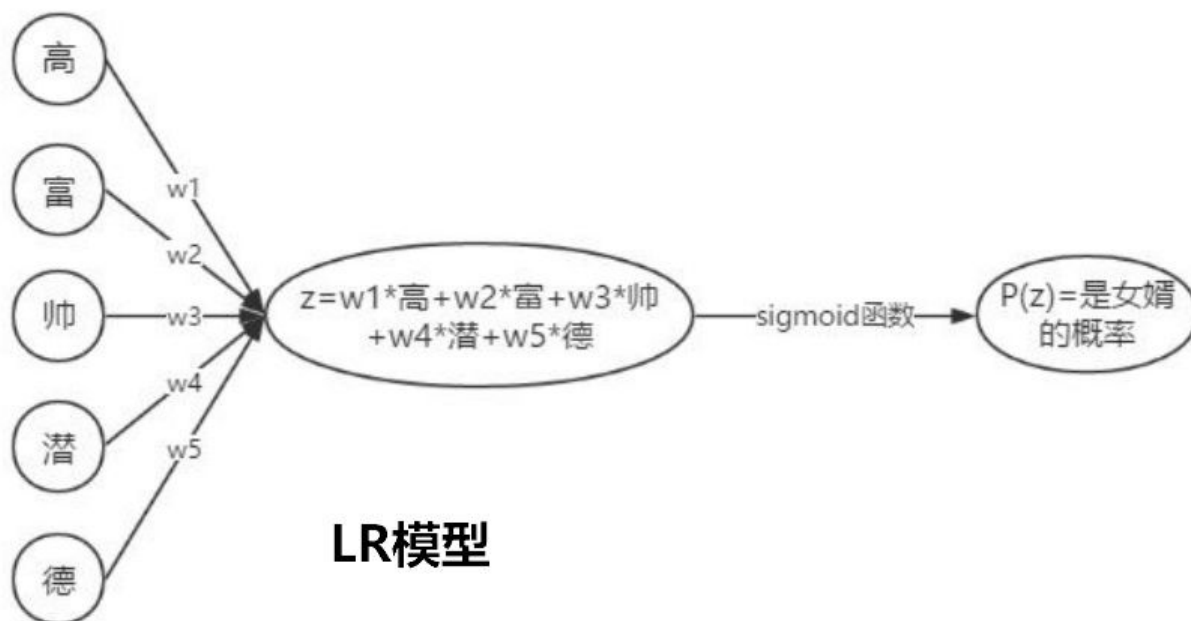 高
富
帅
潜
德
w1
w2
w3
w4
w5
z=w1*高+w2*富+w3*帅
+w4*潜+w5*德
sigmoid函数
P(z)=是女婿
的概率
LR模型